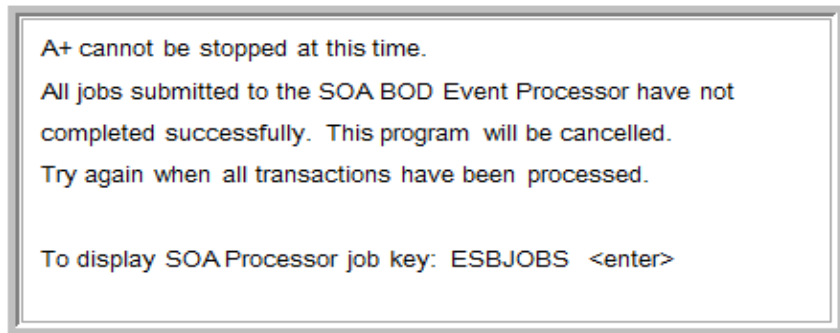 A+ cannot be stopped at this time.
All jobs submitted to the SOA BOD Event Processor have not
completed successfully. This program will be cancelled.
Try again when all transactions have been processed.
To display SOA Processor job key: ESBJOBS <enter>